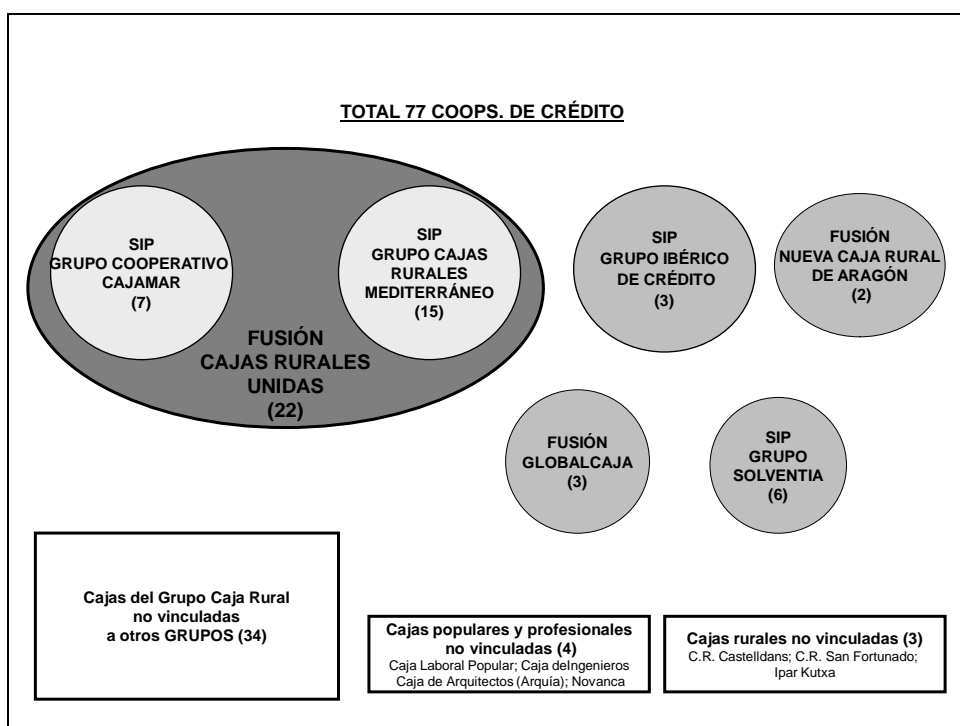 TOTAL 77 COOPS. DE CRÉDITO
SIP
GRUPO COOPERATIVO
CAJAMAR
(7)
SIP
GRUPO CAJAS
RURALES
MEDITERRÁNEO
(15)
FUSIÓN
CAJAS RURALES
UNIDAS
(22)
SIP
GRUPO IBÉRICO
DE CRÉDITO
(3)
FUSIÓN
NUEVA CAJA RURAL
DE ARAGÓN
(2)
FUSIÓN
GLOBALCAJA
(3)
SIP
GRUPO
SOLVENTIA
(6)
Cajas del Grupo Caja Rural
no vinculadas
a otros GRUPOS (34)
Cajas populares y profesionales
no vinculadas (4)
Caja Laboral Popular; Caja deIngenieros
Caja de Arquitectos (Arquía); Novanca
Cajas rurales no vinculadas (3)
C.R. Castelldans; C.R. San Fortunado;
Ipar Kutxa